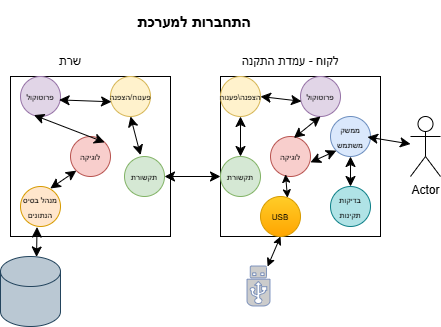 התחברות למערכת
לקוח - עמדת התקנה
שרת
פרוטוקול
פענוח/הצפנה
הצפנה\פענוח
פרוטוקול
ממשק
משתמש
לוגיקה
לוגיקה
תקשורת
תקשורת
Actor
מנהל בסיס
הנתונים
USB
בדיקות
תקינות